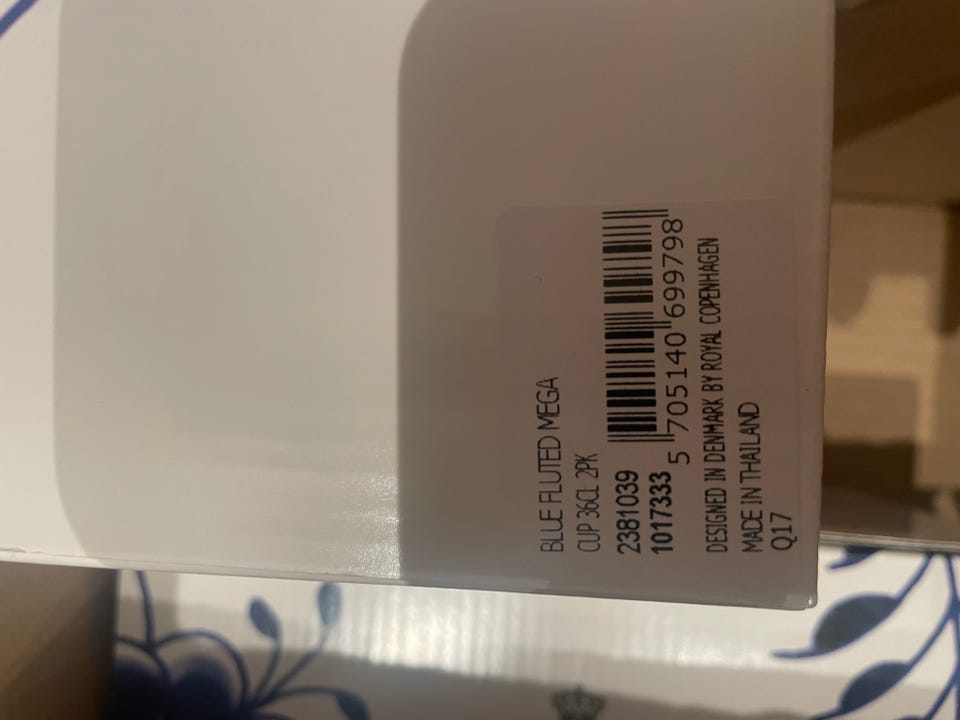 BLUE FLUTED MEGA
CUP 36CL 2PK
2381039
1017333
5 705140 699798
DESIGNED IN DENMARK BY ROYAL COPENHAGEN
MADE IN THAILAND
Q17